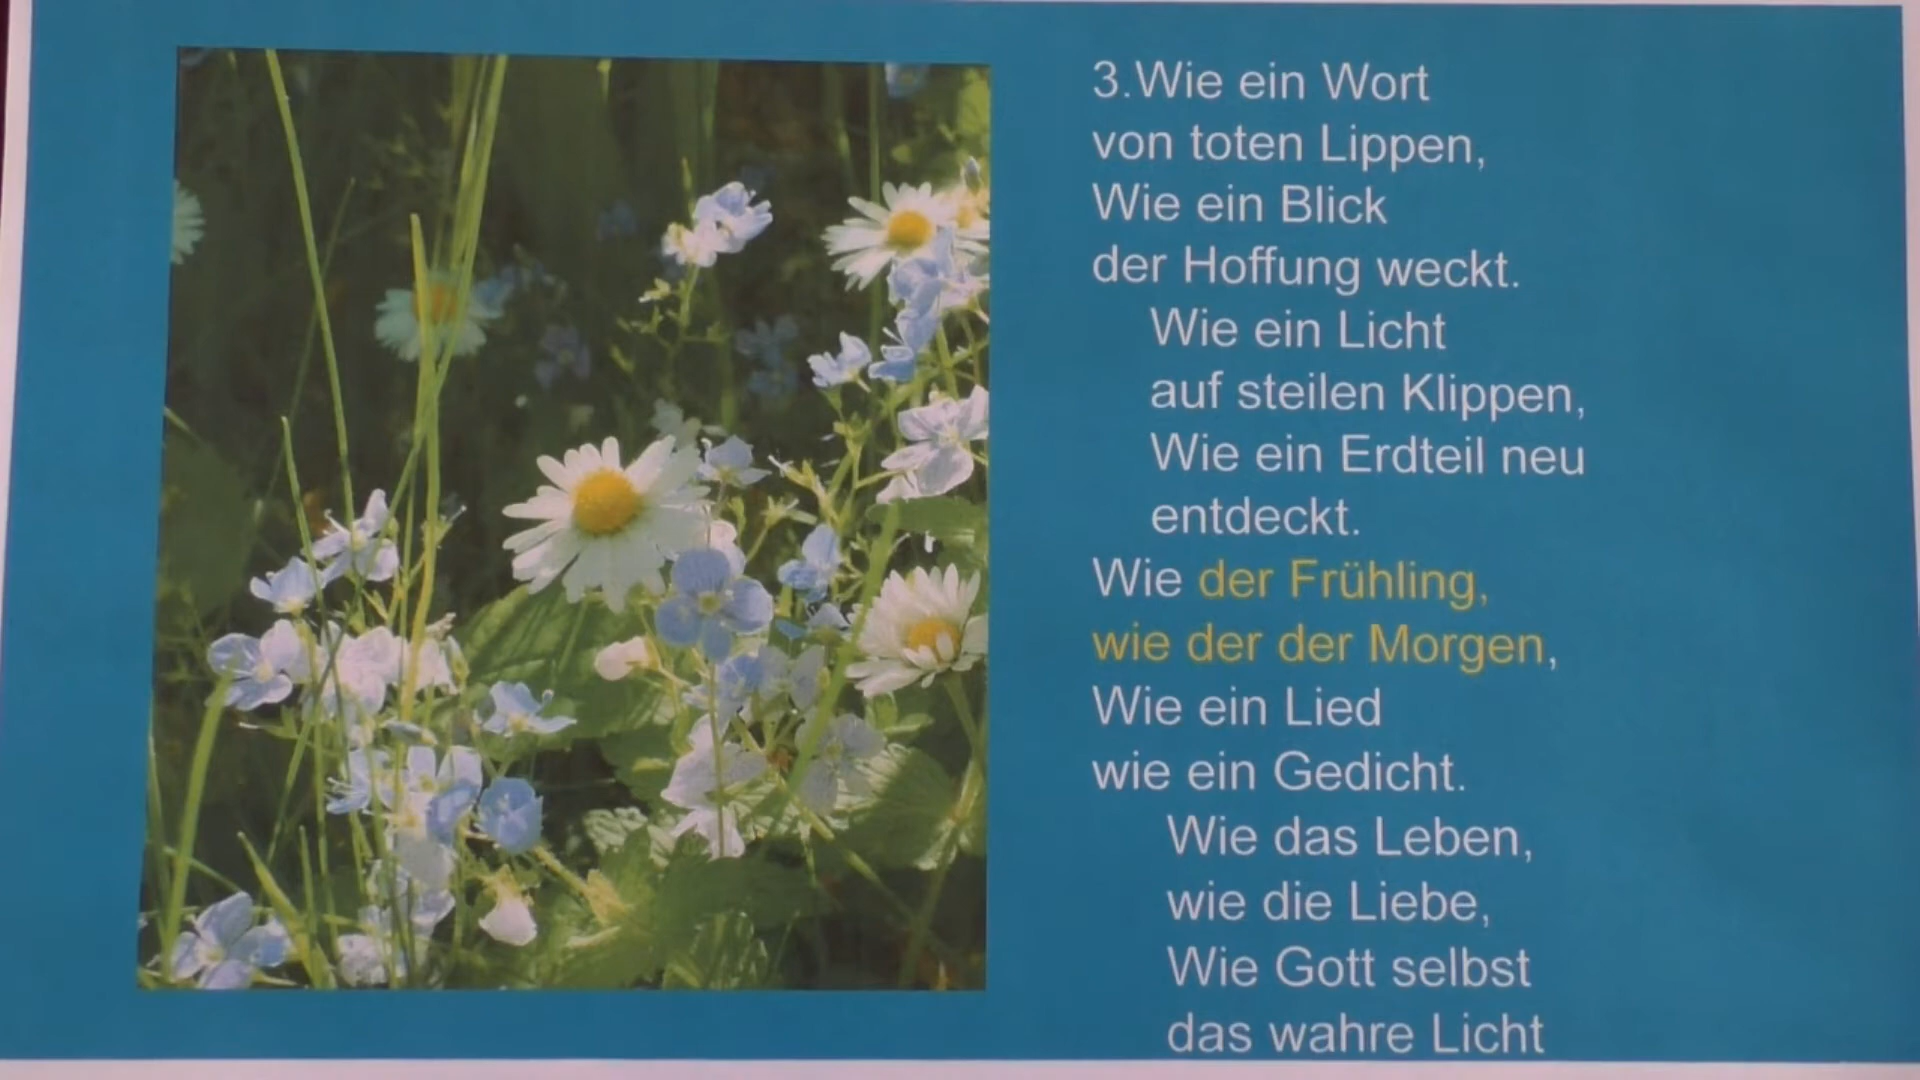 3.Wie ein Wort
von toten Lippen,
Wie ein Blick
der Hoffung weckt.
Wie ein Licht
auf steilen Klippen,
Wie ein Erdteil neu
entdeckt.
Wie der Frühling,
wie der der Morgen,
Wie ein Lied
wie ein Gedicht.
Wie das Leben,
wie die Liebe,
Wie Gott selbst
das wahre Licht